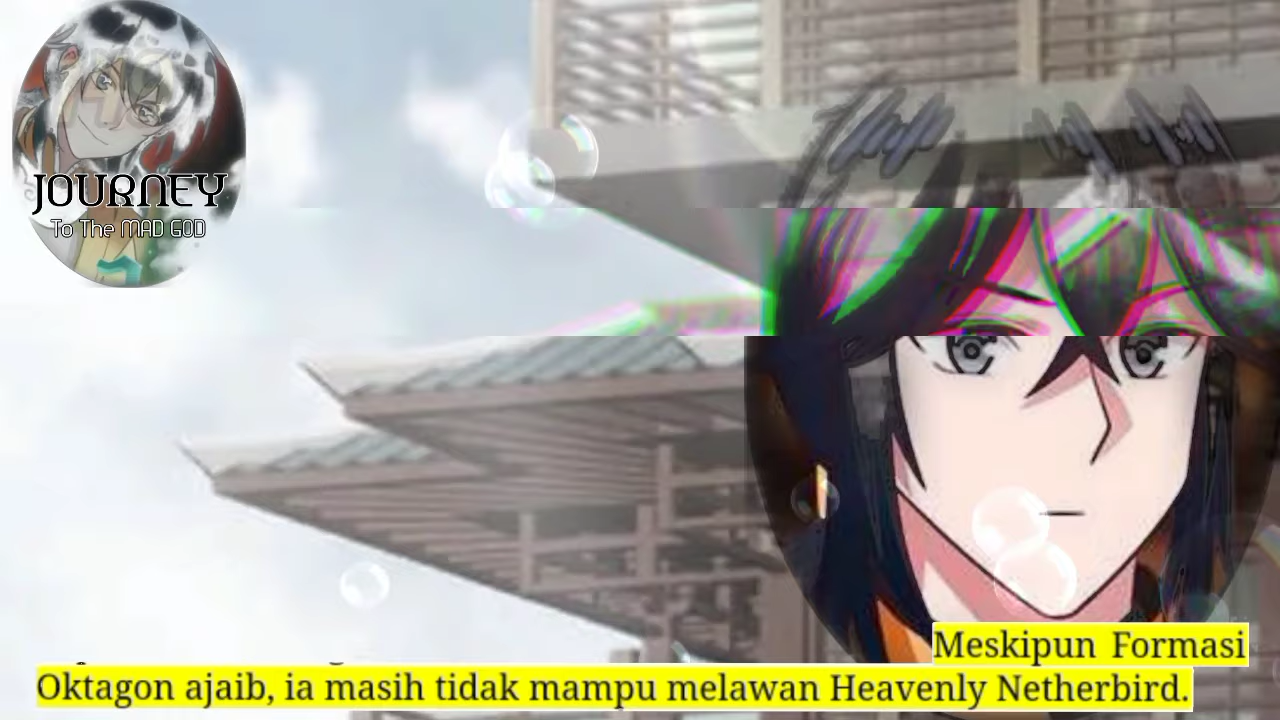 JOURNEY
To The MAD GOD
Meskipun Formasi
Oktagon ajaib, ia masih tidak mampu melawan Heavenly Netherbird.